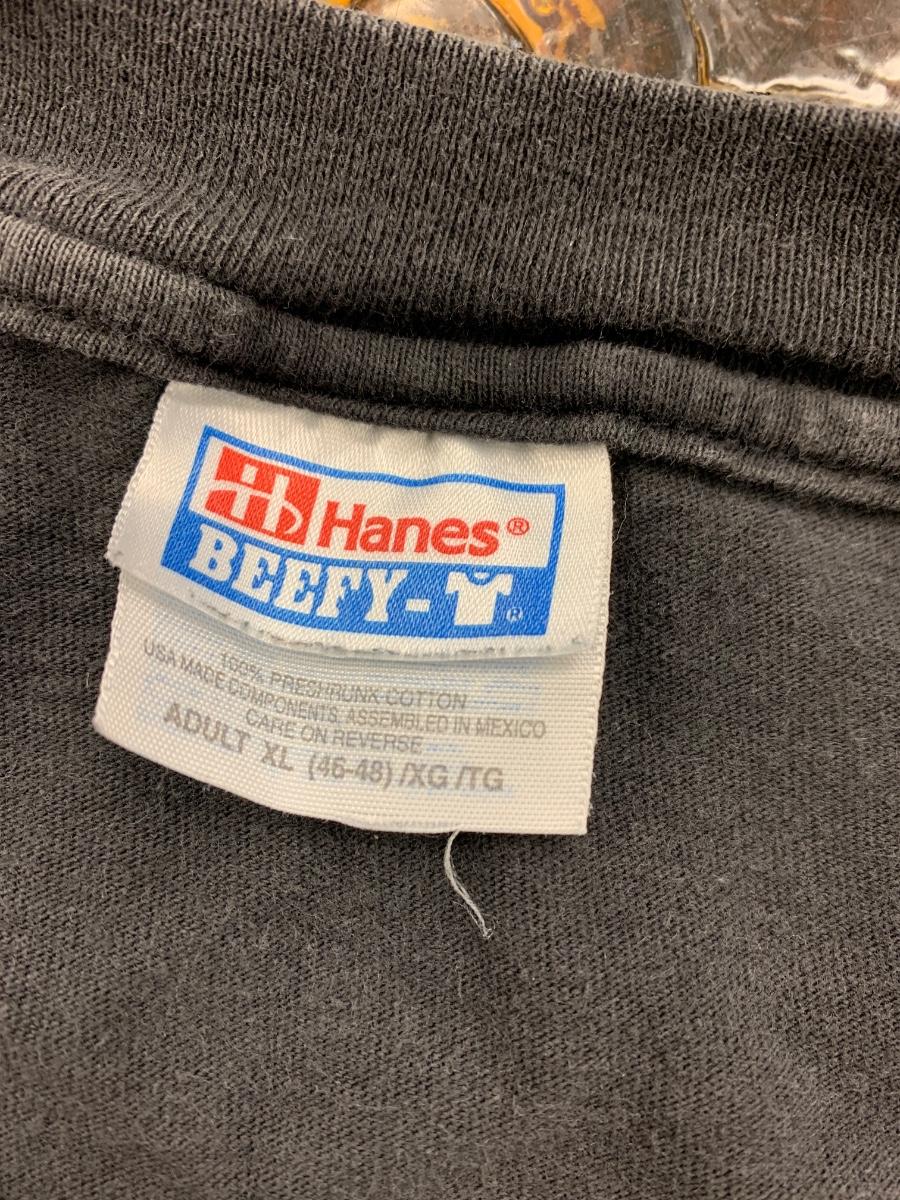 Hanes®
BEEFY-T®
100% PRESHRUNK COTTON
USA MADE COMPONENTS, ASSEMBLED IN MEXICO
CARE ON REVERSE
ADULT XL (46-48) /XG /TG